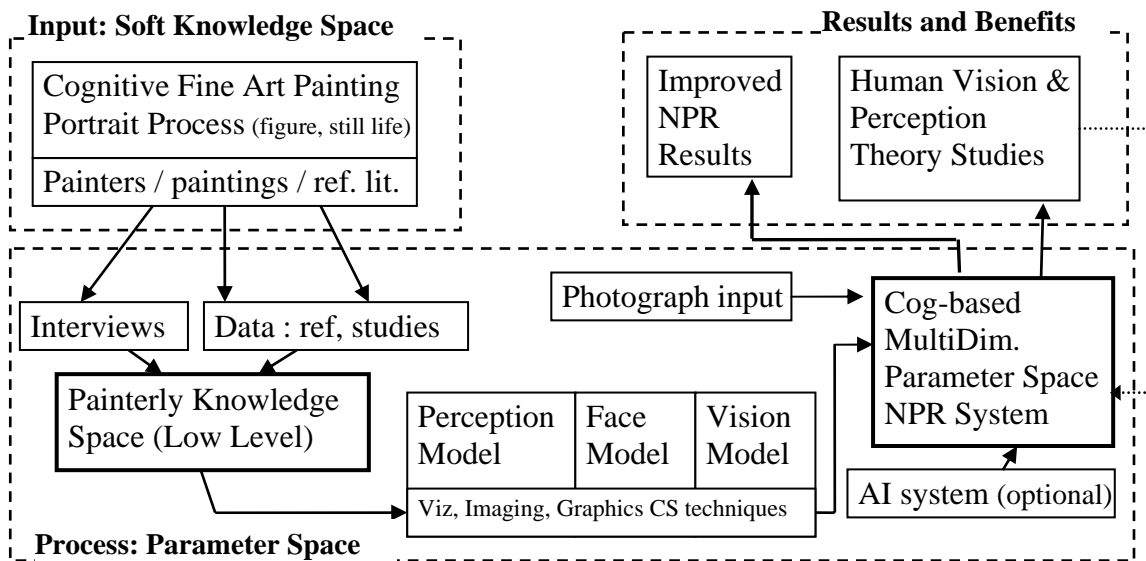 Input: Soft Knowledge Space
Cognitive Fine Art Painting
Portrait Process (figure, still life)
Painters / paintings / ref. lit.
Results and Benefits
Improved
NPR
Results
Human Vision &
Perception
Theory Studies
Interviews
Data : ref, studies
Painterly Knowledge
Space (Low Level)
Perception
Model
Face
Model
Vision
Model
Viz, Imaging, Graphics CS techniques
Photograph input
Cog-based
MultiDim.
Parameter Space
NPR System
AI system (optional)
Process: Parameter Space